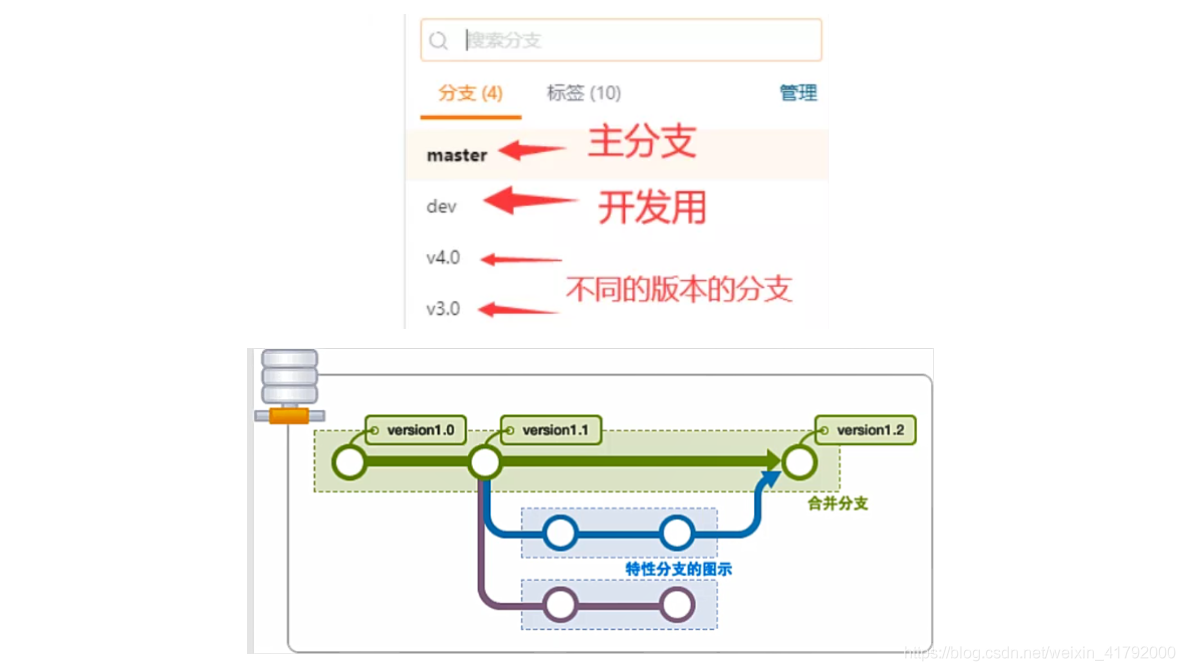 搜索分支
分支 (4)
标签 (10)
管理
master
主分支
dev
开发用
v4.0
不同的版本的分支
v3.0
version1.0
version1.1
version1.2
合并分支
特性分支的图示
https://blog.csdn.net/weixin_41792000